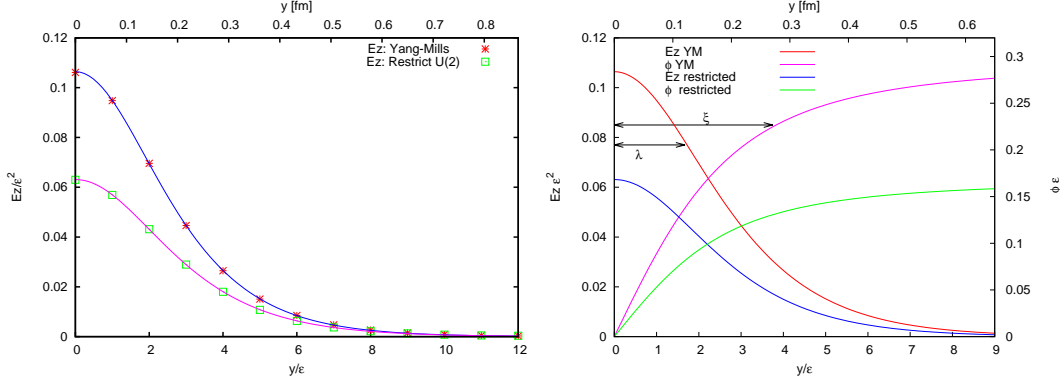 y [fm]
0 0.1 0.2 0.3 0.4 0.5 0.6 0.7 0.8
0.12
0.1
0.08
0.06
0.04
0.02
0
Ez/ε²
Ez: Yang-Mills
Ez: Restrict U(2)
0 2 4 6 8 10 12
y/ε
y [fm]
0 0.1 0.2 0.3 0.4 0.5 0.6
0.12
0.1
0.08
0.06
0.04
0.02
0
Ez ε²
Ez YM
ϕ YM
Ez restricted
ϕ restricted
ξ
λ
0.3
0.25
0.2
0.15
0.1
0.05
0
ϕ ε
0 1 2 3 4 5 6 7 8 9
y/ε